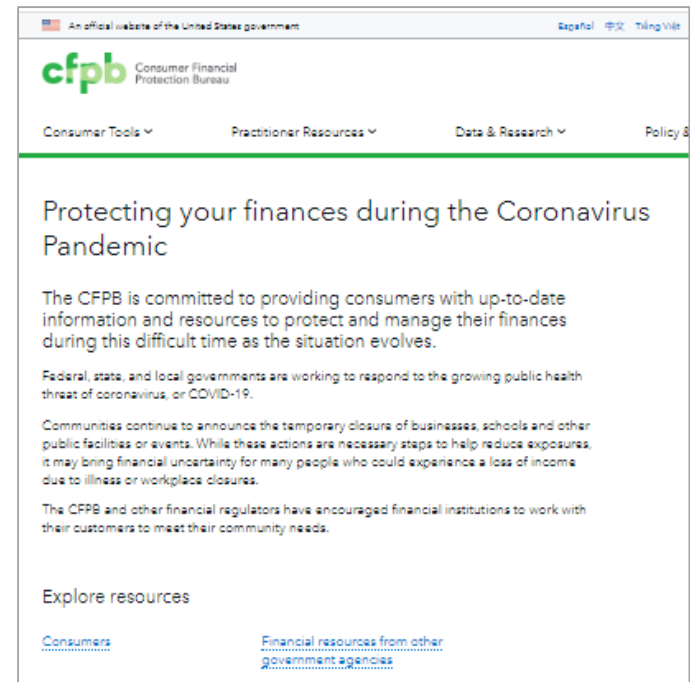 An official website of the United States government
Español 中文 Tiếng Việt
cfpb Consumer Financial
Protection Bureau
Consumer Tools Practitioner Resources Data & Research Policy &
Protecting your finances during the Coronavirus
Pandemic
The CFPB is committed to providing consumers with up-to-date
information and resources to protect and manage their finances
during this difficult time as the situation evolves.
Federal, state, and local governments are working to respond to the growing public health
threat of coronavirus, or COVID-19.
Communities continue to announce the temporary closure of businesses, schools and other
public facilities or events. While these actions are necessary steps to help reduce exposures,
it may bring financial uncertainty for many people who could experience a loss of income
due to illness or workplace closures.
The CFPB and other financial regulators have encouraged financial institutions to work with
their customers to meet their community needs.
Explore resources
Consumers
Financial resources from other
government agencies